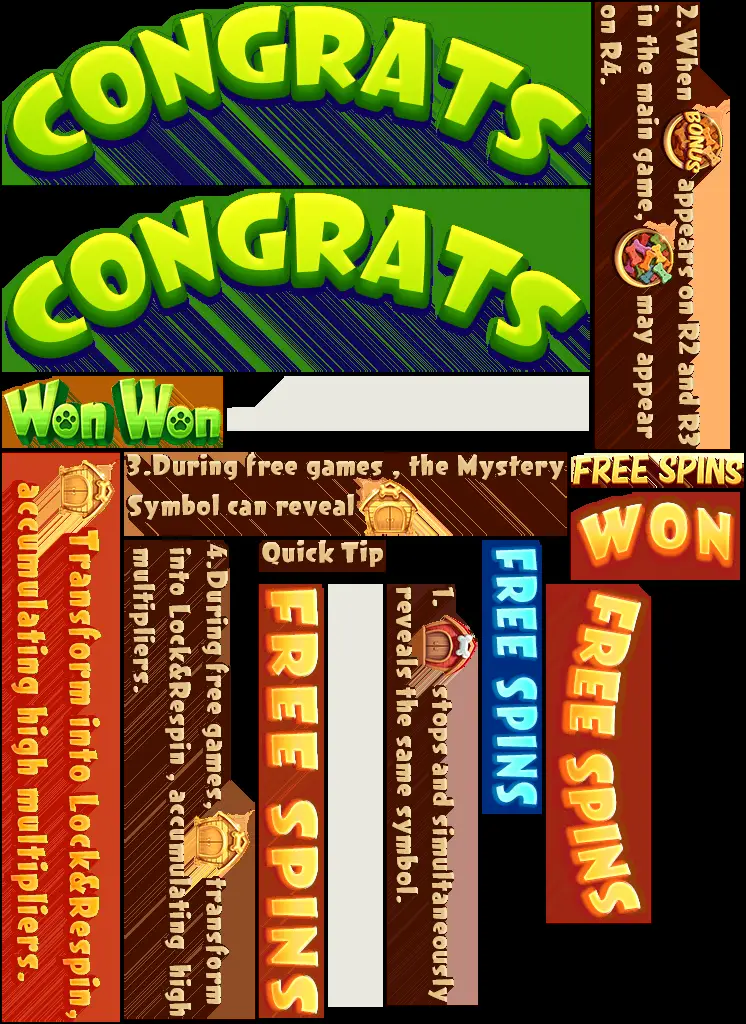 CONGRATS
2. When BONUS appears on R2 and R3
in the main game, may appear
on R4.
CONGRATS
Won Won
3.During free games , the Mystery
Symbol can reveal
FREE SPINS
WON
Transform into Lock&Respin,
accumulating high multipliers.
4.During free games, transform
into Lock&Respin , accumulating high
multipliers.
Quick Tip
FREE SPINS
1. stops and simultaneously
reveals the same symbol.
FREE SPINS
FREE SPINS